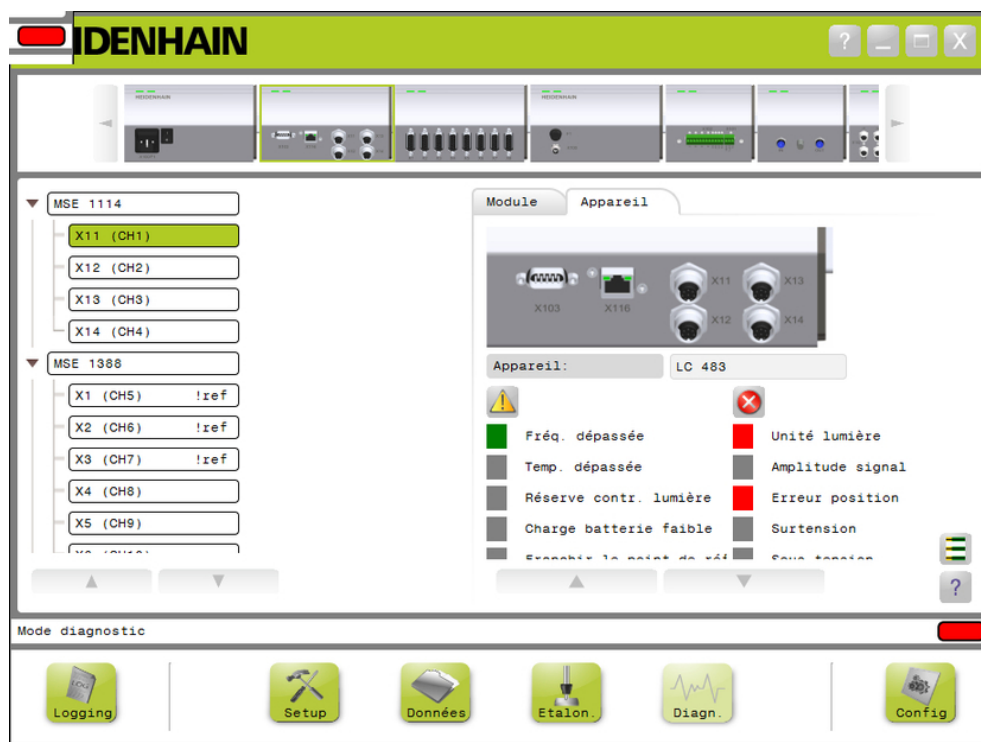 IDENHAIN
?
X
HEIDENHAIN
HEIDENHAIN
MSE 1114
X11 (CH1)
X12 (CH2)
X13 (CH3)
X14 (CH4)
MSE 1388
X1 (CH5) !ref
X2 (CH6) !ref
X3 (CH7) !ref
X4 (CH8)
X5 (CH9)
Module Appareil
X103 X116 X11 X13
X12 X14
Appareil: LC 483
Fréq. dépassée Unité lumière
Temp. dépassée Amplitude signal
Réserve contr. lumière Erreur position
Charge batterie faible Surtension
?
Mode diagnostic
Logging Setup Données Etalon. Diagn. Config